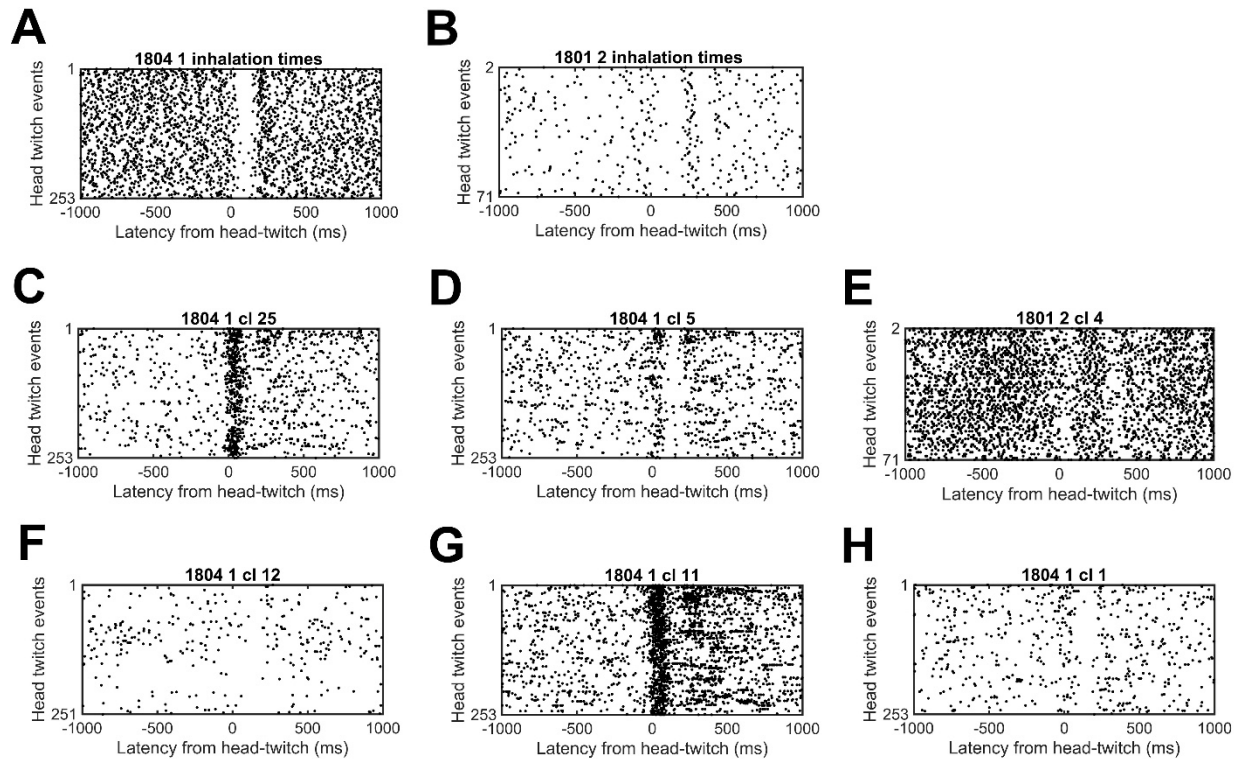 A
1804 1 inhalation times
Head twitch events
1
253
-1000 -500 0 500 1000
Latency from head-twitch (ms)
B
1801 2 inhalation times
Head twitch events
2
71
-1000 -500 0 500 1000
Latency from head-twitch (ms)
C
1804 1 cl 25
Head twitch events
1
253
-1000 -500 0 500 1000
Latency from head-twitch (ms)
D
1804 1 cl 5
Head twitch events
1
253
-1000 -500 0 500 1000
Latency from head-twitch (ms)
E
1801 2 cl 4
Head twitch events
2
71
-1000 -500 0 500 1000
Latency from head-twitch (ms)
F
1804 1 cl 12
Head twitch events
1
251
-1000 -500 0 500 1000
Latency from head-twitch (ms)
G
1804 1 cl 11
Head twitch events
1
253
-1000 -500 0 500 1000
Latency from head-twitch (ms)
H
1804 1 cl 1
Head twitch events
1
253
-1000 -500 0 500 1000
Latency from head-twitch (ms)